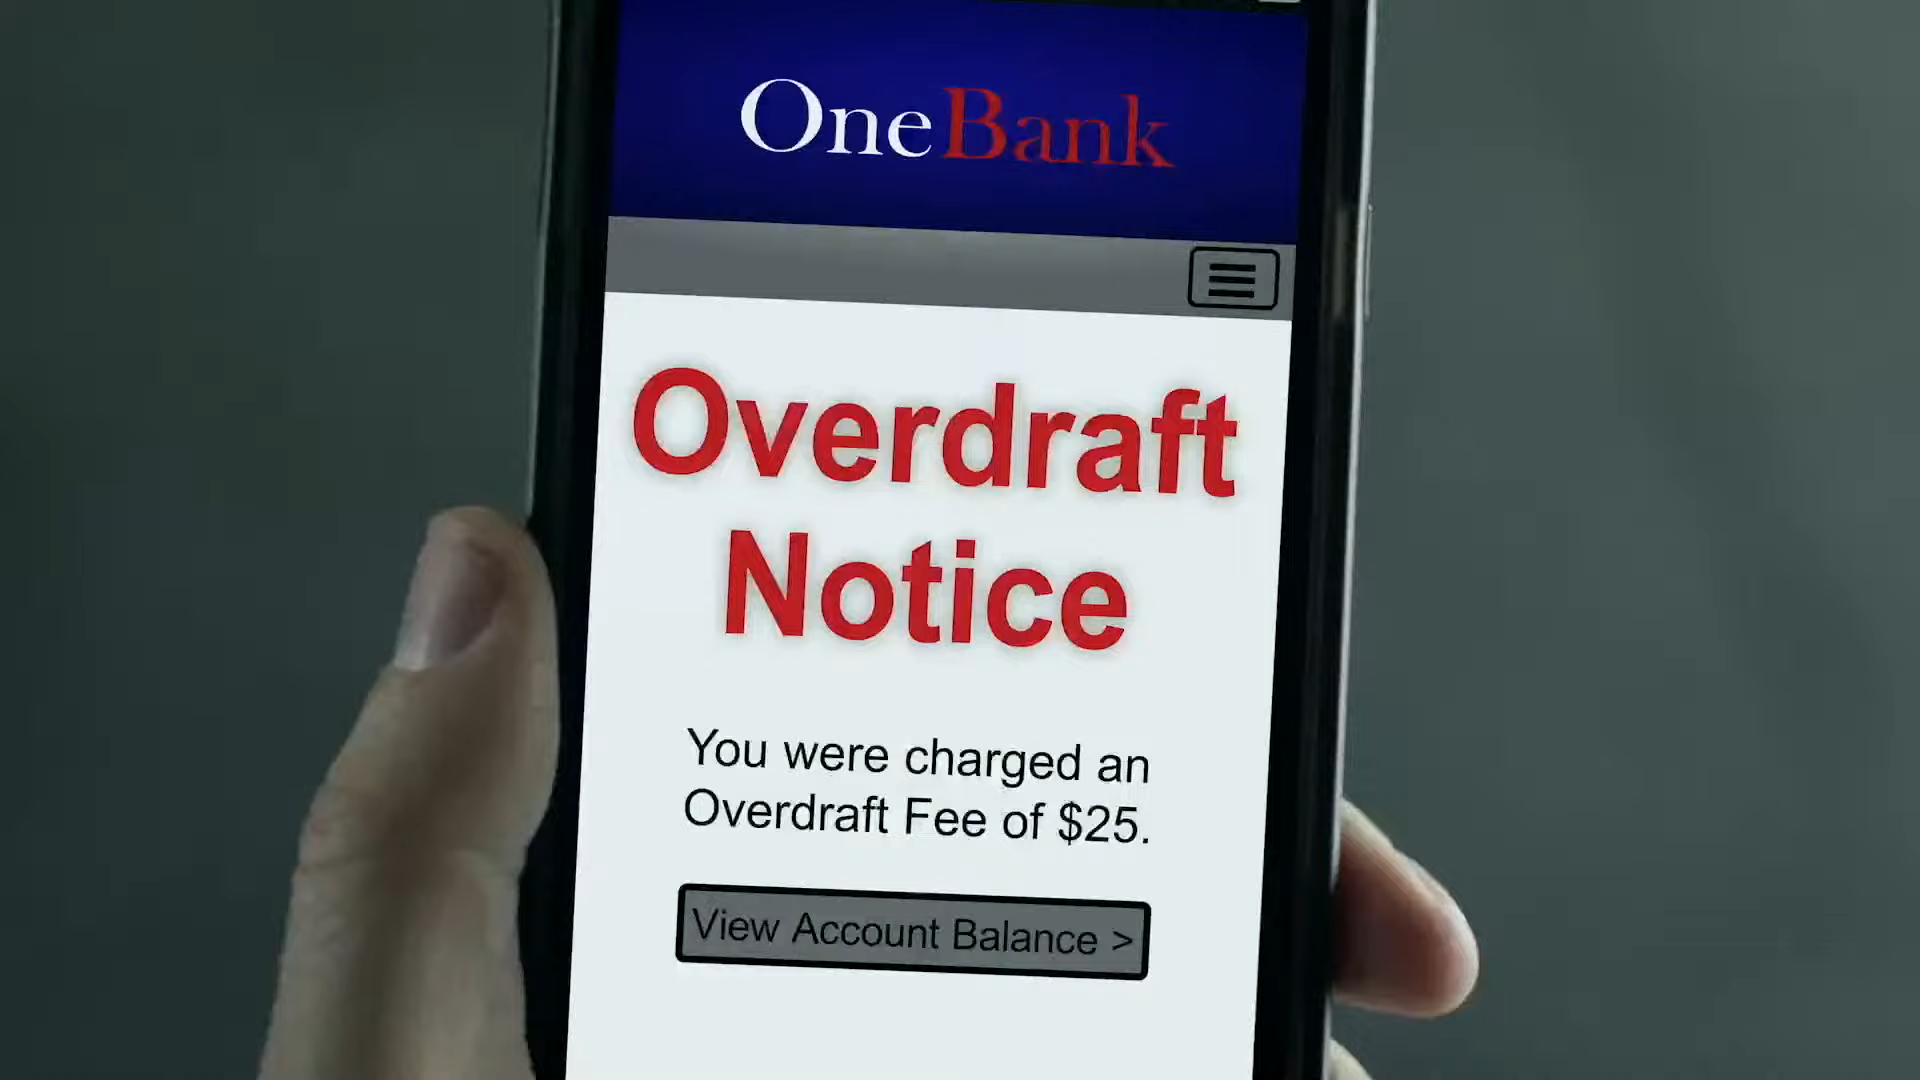 OneBank
Overdraft
Notice
You were charged an
Overdraft Fee of $25.
View Account Balance >